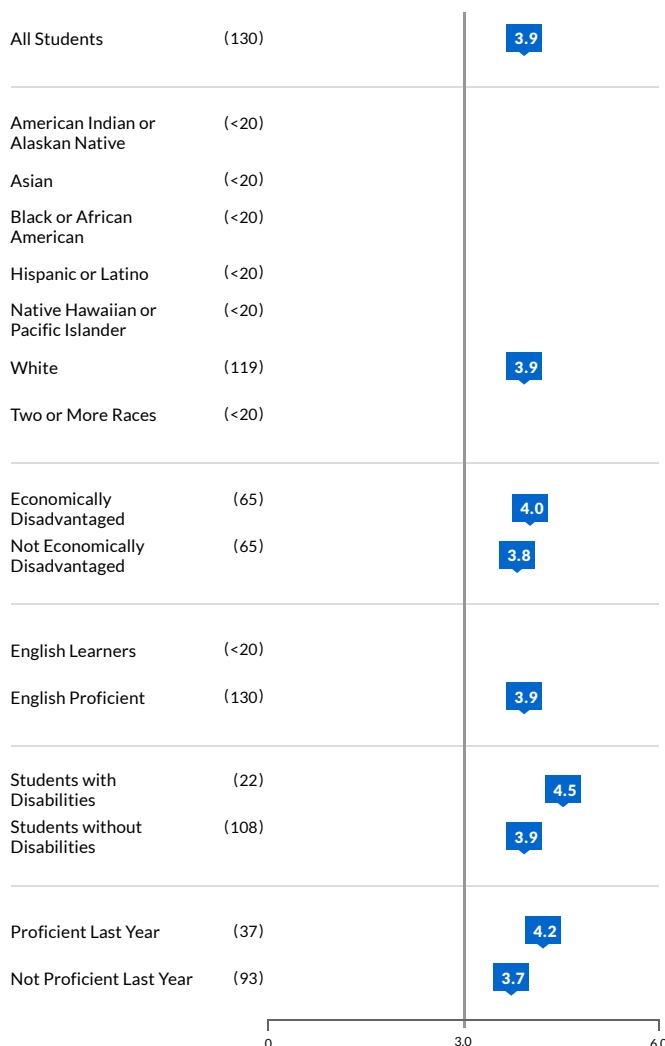 All Students (130) 3.9
American Indian or (<20)
Alaskan Native
Asian (<20)
Black or African (<20)
American
Hispanic or Latino (<20)
Native Hawaiian or (<20)
Pacific Islander
White (119) 3.9
Two or More Races (<20)
Economically (65) 4.0
Disadvantaged
Not Economically (65) 3.8
Disadvantaged
English Learners (<20)
English Proficient (130) 3.9
Students with (22) 4.5
Disabilities
Students without (108) 3.9
Disabilities
Proficient Last Year (37) 4.2
Not Proficient Last Year (93) 3.7
0 3.0 6.0